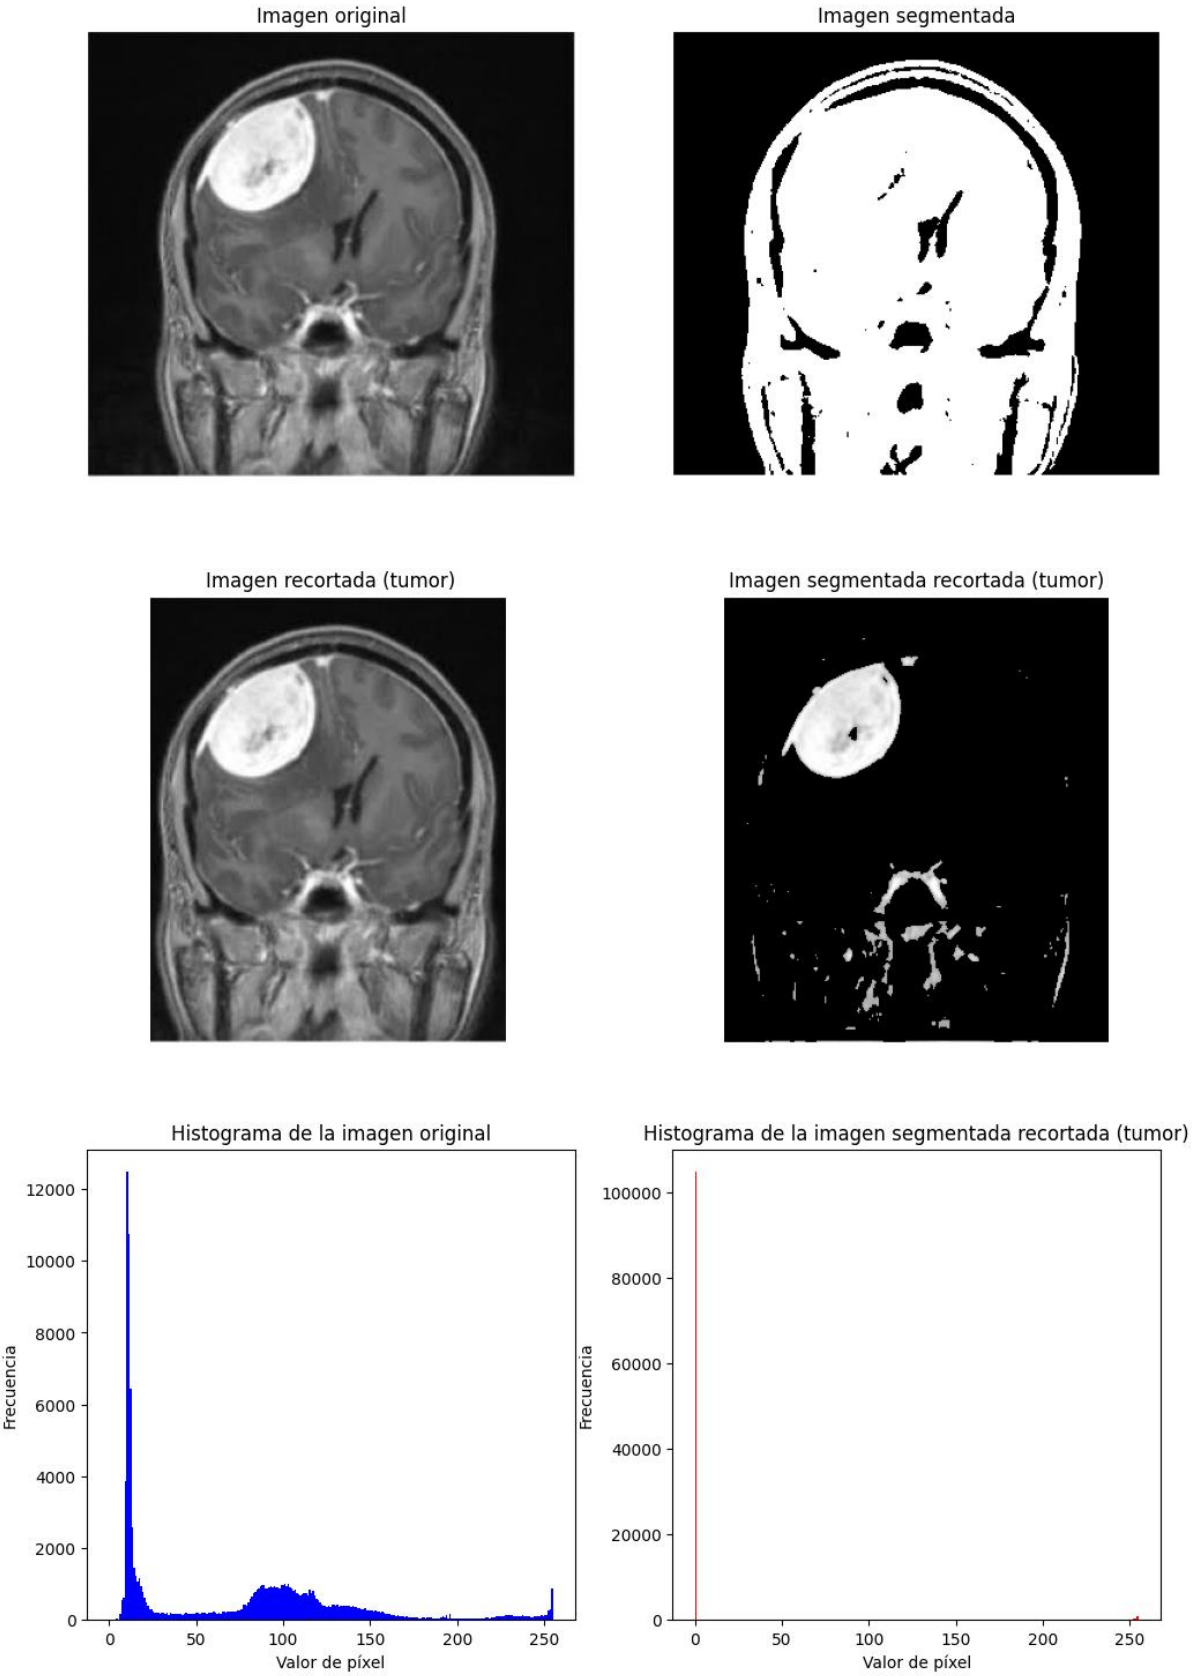 Imagen original
Imagen segmentada
Imagen recortada (tumor)
Imagen segmentada recortada (tumor)
Histograma de la imagen original
Histograma de la imagen segmentada recortada (tumor)
12000
10000
8000
6000
4000
2000
0
Frecuencia
0 50 100 150 200 250
Valor de píxel
100000
80000
60000
40000
20000
0
Frecuencia
0 50 100 150 200 250
Valor de píxel